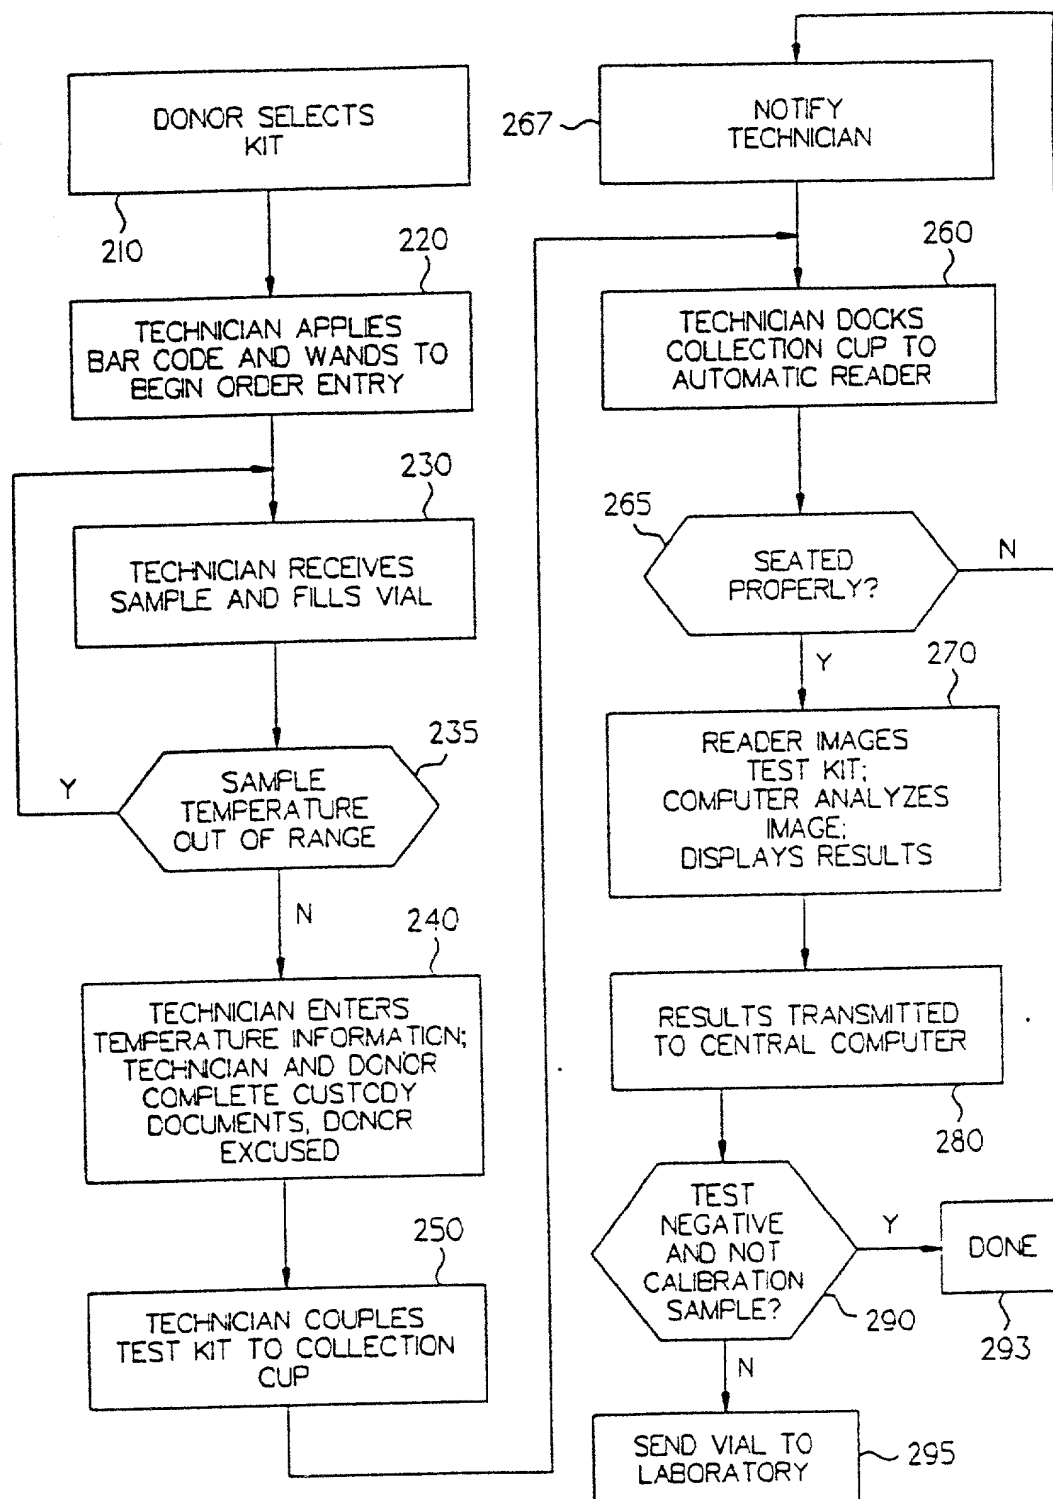 DONOR SELECTS
KIT
210
220
TECHNICIAN APPLIES
BAR CODE AND WANDS TO
BEGIN ORDER ENTRY
230
TECHNICIAN RECEIVES
SAMPLE AND FILLS VIAL
235
Y
SAMPLE
TEMPERATURE
OUT OF RANGE
N
240
TECHNICIAN ENTERS
TEMPERATURE INFORMATION;
TECHNICIAN AND DONOR
COMPLETE CUSTODY
DOCUMENTS, DONOR
EXCUSED
250
TECHNICIAN COUPLES
TEST KIT TO COLLECTION
CUP
267
NOTIFY
TECHNICIAN
260
TECHNICIAN DOCKS
COLLECTION CUP TO
AUTOMATIC READER
265
SEATED
PROPERLY?
N
Y
270
READER IMAGES
TEST KIT;
COMPUTER ANALYZES
IMAGE;
DISPLAYS RESULTS
RESULTS TRANSMITTED
TO CENTRAL COMPUTER
280
TEST
NEGATIVE
AND NOT
CALIBRATION
SAMPLE?
290
Y
DONE
293
N
SEND VIAL TO
LABORATORY
295